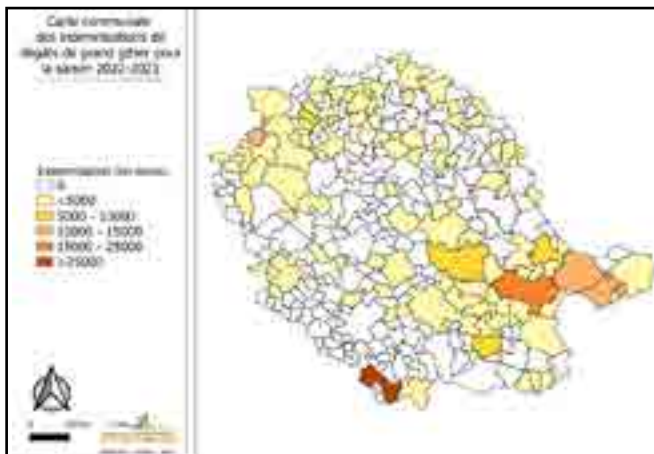 Carte communale
des indemnisations de
dégâts de grand gibier pour
la saison 2022-2023
Indemnisation (en euros)
0
<5000
5000 - 10000
10000 - 15000
15000 - 25000
>25000
0